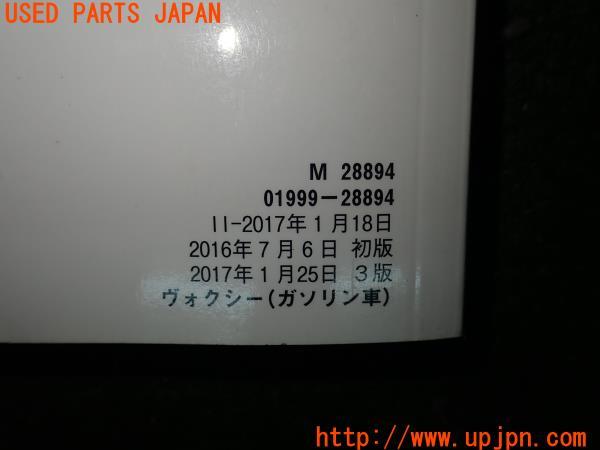 USED PARTS JAPAN
M 28894
01999-28894
II-2017年1月18日
2016年7月6日 初版
2017年1月25日 3版
ヴォクシー(ガソリン車)
http://www.upjpn.com